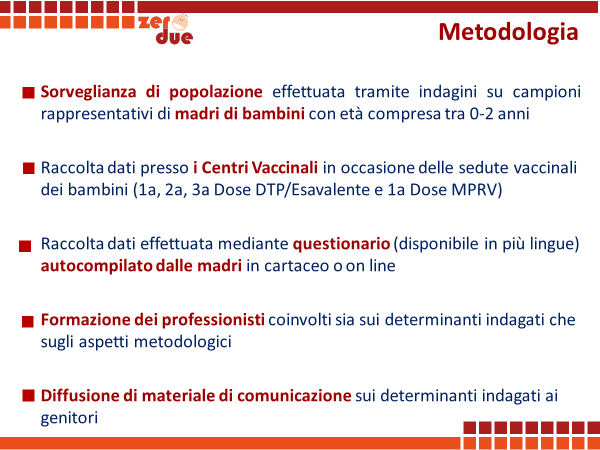 zero
due
Metodologia
Sorveglianza di popolazione effettuata tramite indagini su campioni
rappresentativi di madri di bambini con età compresa tra 0-2 anni
Raccolta dati presso i Centri Vaccinali in occasione delle sedute vaccinali
dei bambini (1a, 2a, 3a Dose DTP/Esavalente e 1a Dose MPRV)
Raccolta dati effettuata mediante questionario (disponibile in più lingue)
autocompilato dalle madri in cartaceo o on line
Formazione dei professionisti coinvolti sia sui determinanti indagati che
sugli aspetti metodologici
Diffusione di materiale di comunicazione sui determinanti indagati ai
genitori